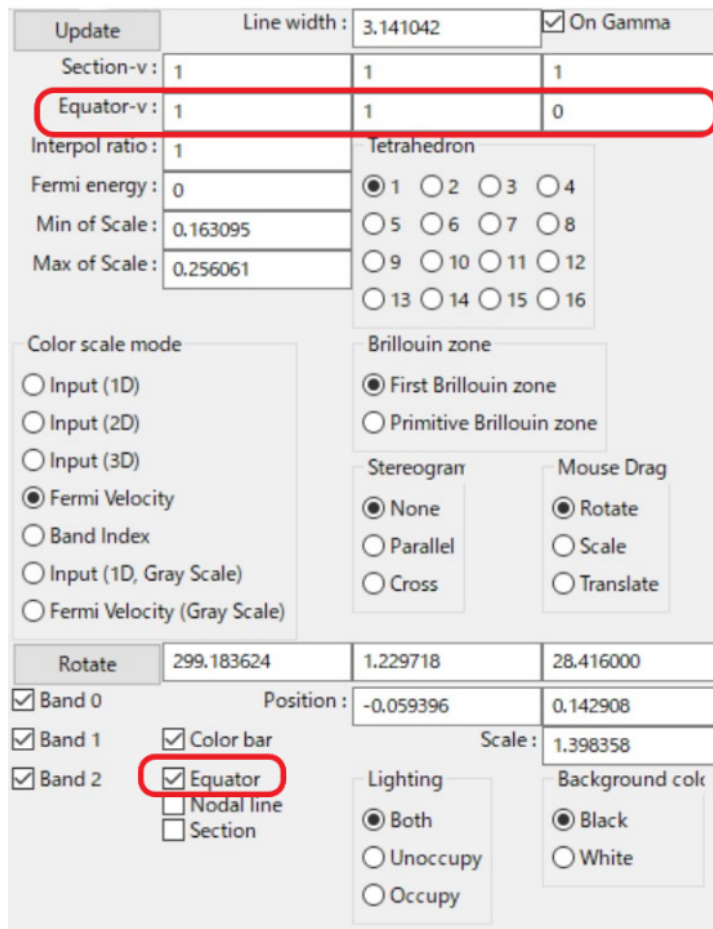 Update Line width : 3.141042 On Gamma
Section-v : 1 1 1
Equator-v : 1 1 0
Interpol ratio : 1 Tetrahedron
Fermi energy : 0 1 2 3 4
Min of Scale : 0.163095 5 6 7 8
Max of Scale : 0.256061 9 10 11 12
13 14 15 16
Color scale mode Brillouin zone
Input (1D) First Brillouin zone
Input (2D) Primitive Brillouin zone
Input (3D) Stereogram Mouse Drag
Fermi Velocity None Rotate
Band Index Parallel Scale
Input (1D, Gray Scale) Cross Translate
Fermi Velocity (Gray Scale)
Rotate 299.183624 1.229718 28.416000
Band 0 Position : -0.059396 0.142908
Band 1 Color bar Scale : 1.398358
Band 2 Equator Lighting Background colo
Nodal line
Section Both Black
Unoccupy White
Occupy